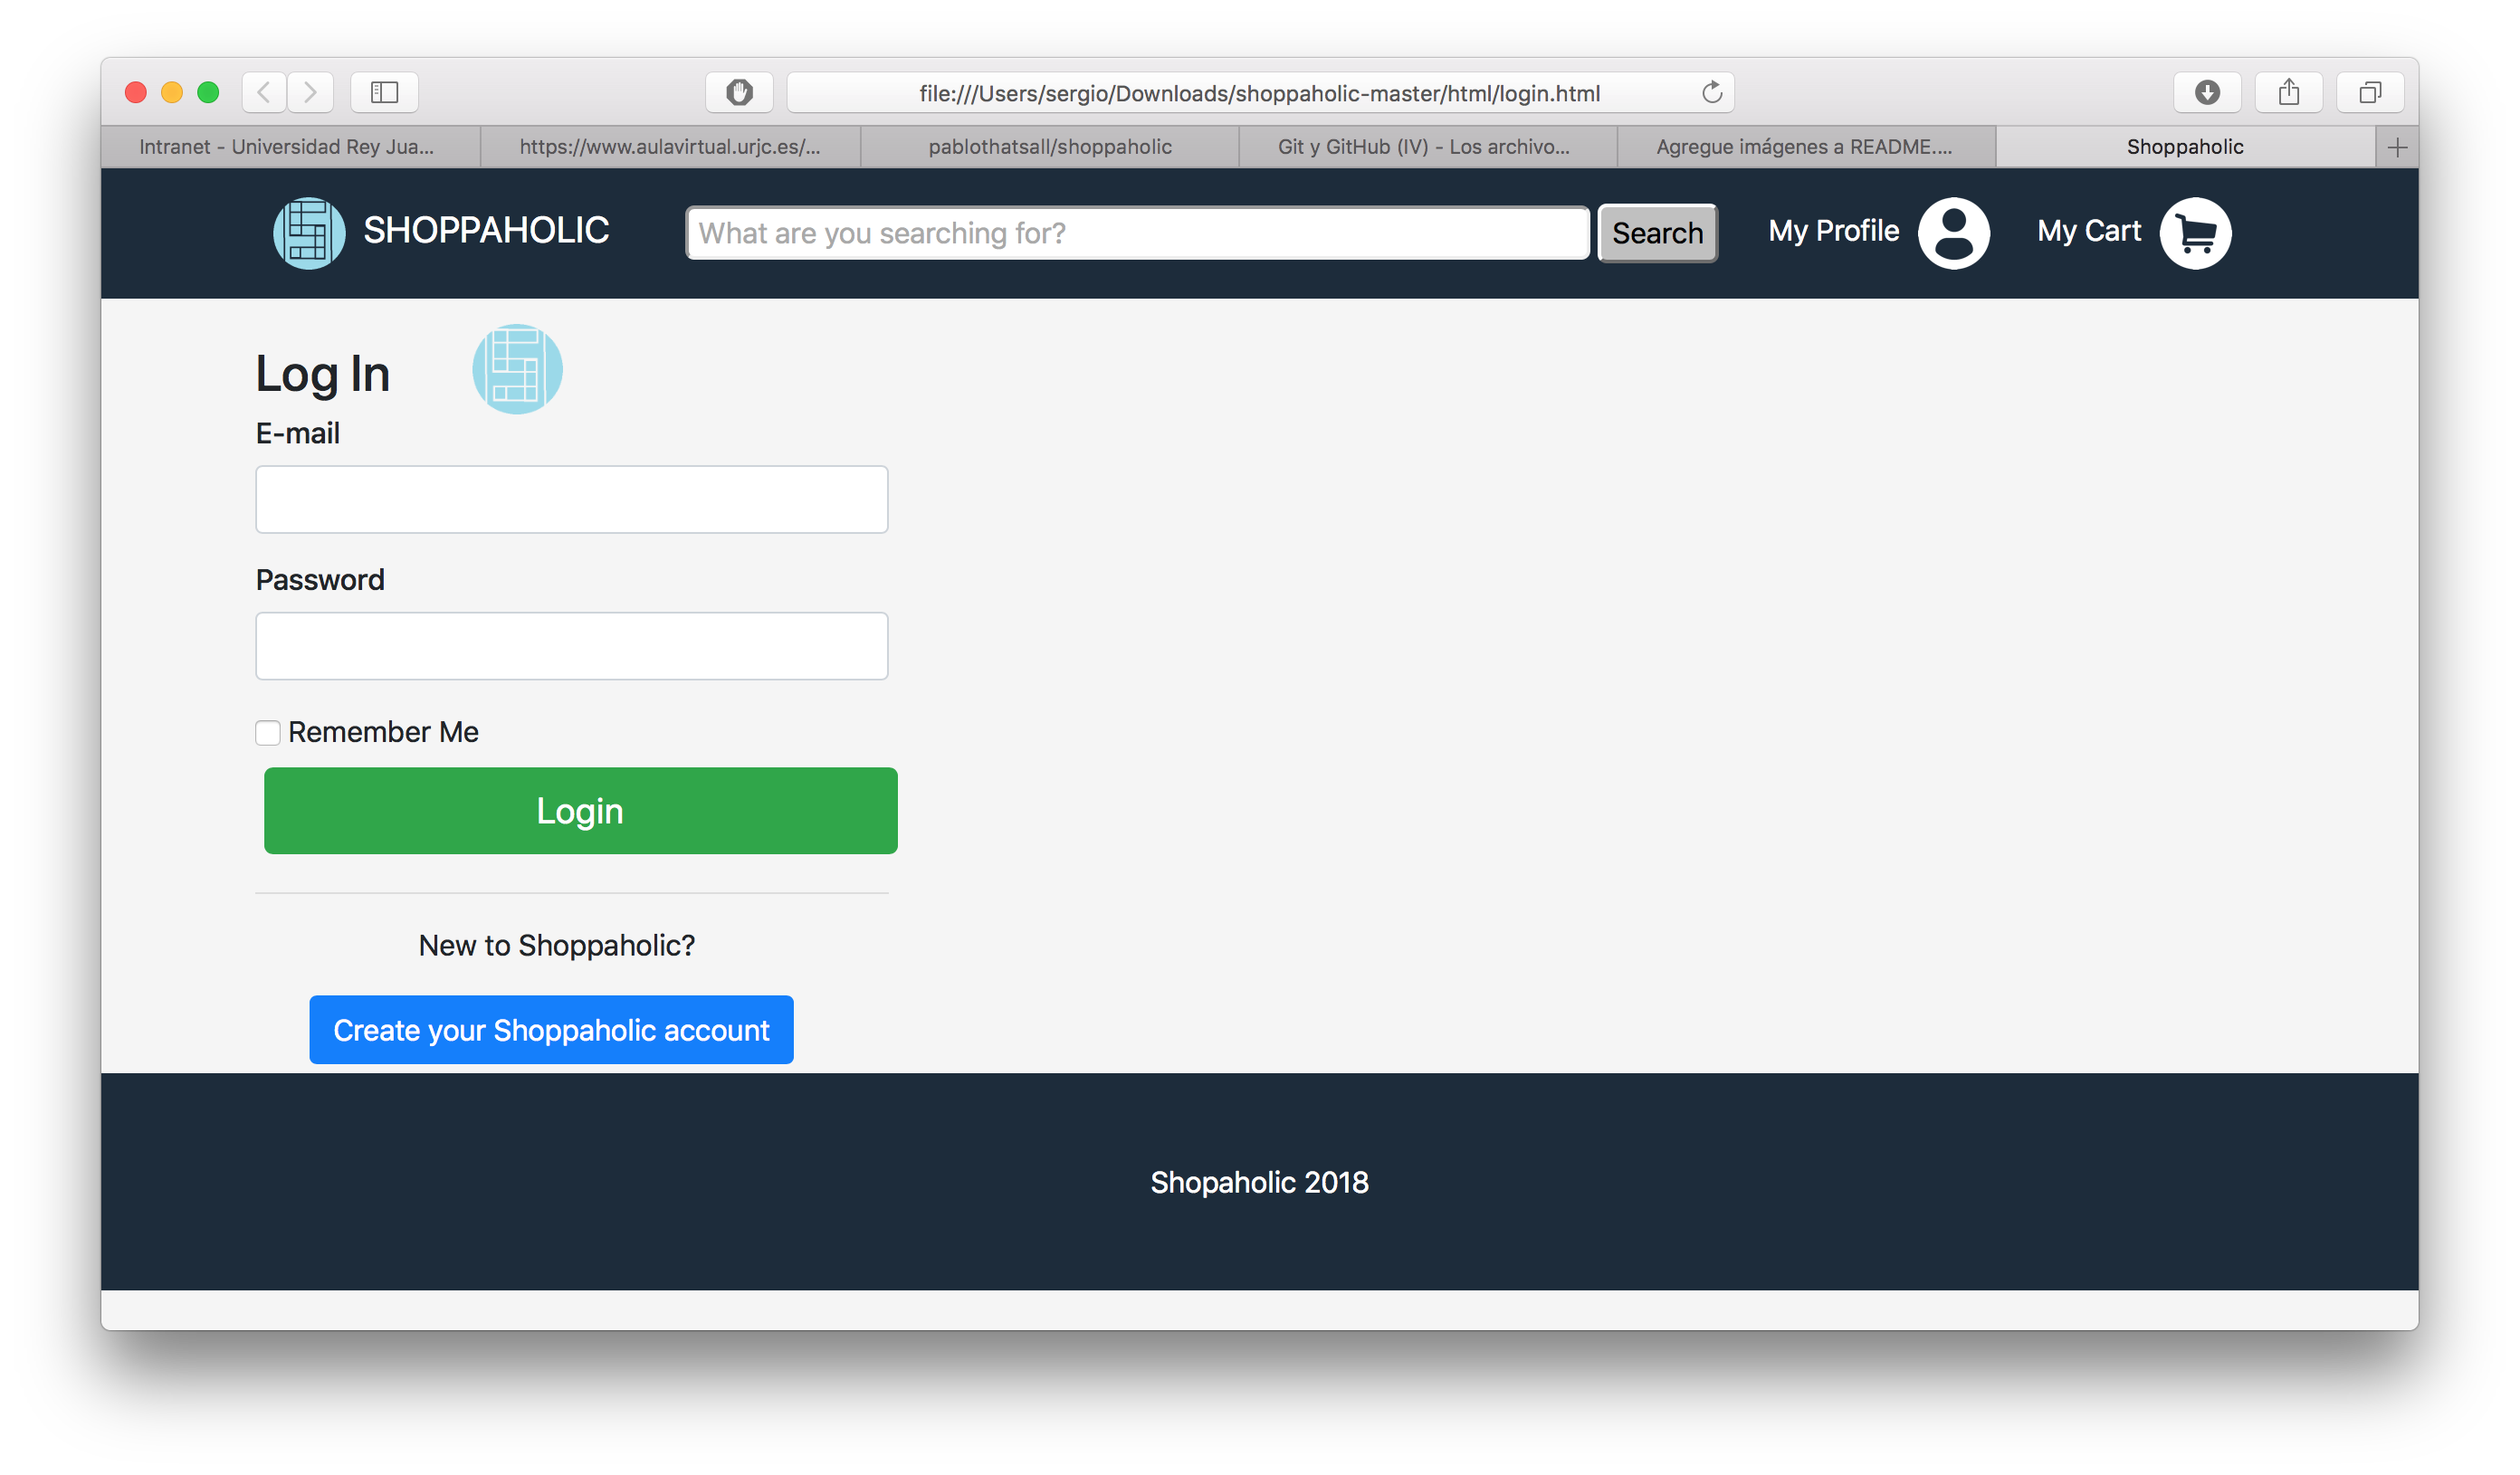 file:///Users/sergio/Downloads/shoppaholic-master/html/login.html
Intranet - Universidad Rey Jua...
https://www.aulavirtual.urjc.es/...
pablothatsall/shoppaholic
Git y GitHub (IV) - Los archivo...
Agregue imágenes a README....
Shoppaholic
SHOPPAHOLIC
What are you searching for?
Search
My Profile
My Cart
Log In
E-mail
Password
Remember Me
Login
New to Shoppaholic?
Create your Shoppaholic account
Shopaholic 2018